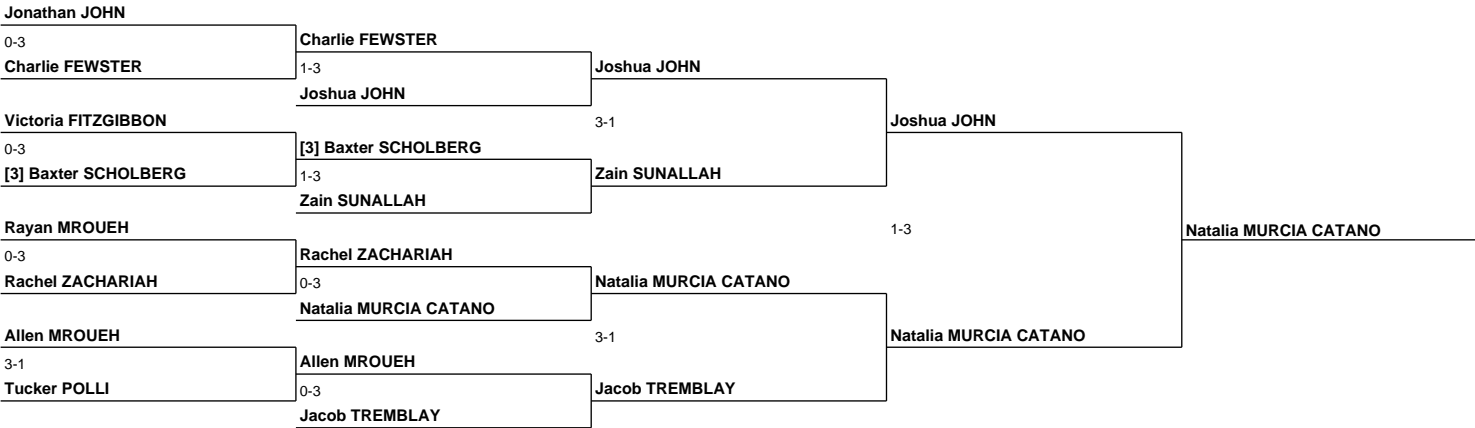 Jonathan JOHN
0-3
Charlie FEWSTER
Charlie FEWSTER
1-3
Joshua JOHN
Joshua JOHN
Victoria FITZGIBBON
0-3
[3] Baxter SCHOLBERG
[3] Baxter SCHOLBERG
1-3
Zain SUNALLAH
3-1
Zain SUNALLAH
Joshua JOHN
Rayan MROUEH
0-3
Rachel ZACHARIAH
Rachel ZACHARIAH
0-3
Natalia MURCIA CATANO
Natalia MURCIA CATANO
Allen MROUEH
3-1
Tucker POLLI
Allen MROUEH
0-3
Jacob TREMBLAY
3-1
Jacob TREMBLAY
1-3
Natalia MURCIA CATANO
Natalia MURCIA CATANO